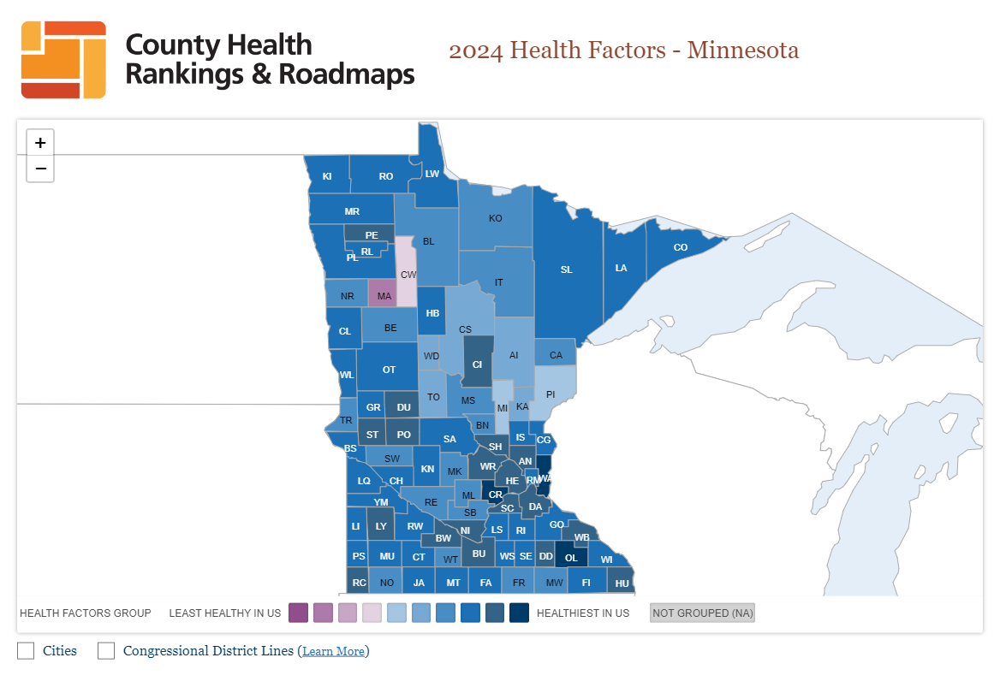 County Health
Rankings & Roadmaps
2024 Health Factors - Minnesota
+
−
LW
KI
RO
MR
KO
PE
BL
RL
PL
CO
LA
SL
CW
IT
NR
MA
HB
CL
BE
CS
WD
AI
CA
CI
OT
WL
PI
TO
MS
GR
DU
MI
KA
TR
BN
ST
PO
SA
IS
CG
SH
BS
SW
AN
WR
KN
MK
LQ
CH
HE
RM
WA
ML
CR
YM
RE
SC
DA
SB
LI
LY
RW
NI
LS
RI
GO
BW
WB
PS
MU
CT
WT
BU
WS
SE
DD
OL
WI
RC
NO
JA
MT
FA
FR
MW
FI
HU
HEALTH FACTORS GROUP LEAST HEALTHY IN US HEALTHIEST IN US NOT GROUPED (NA)
Cities Congressional District Lines (Learn More)